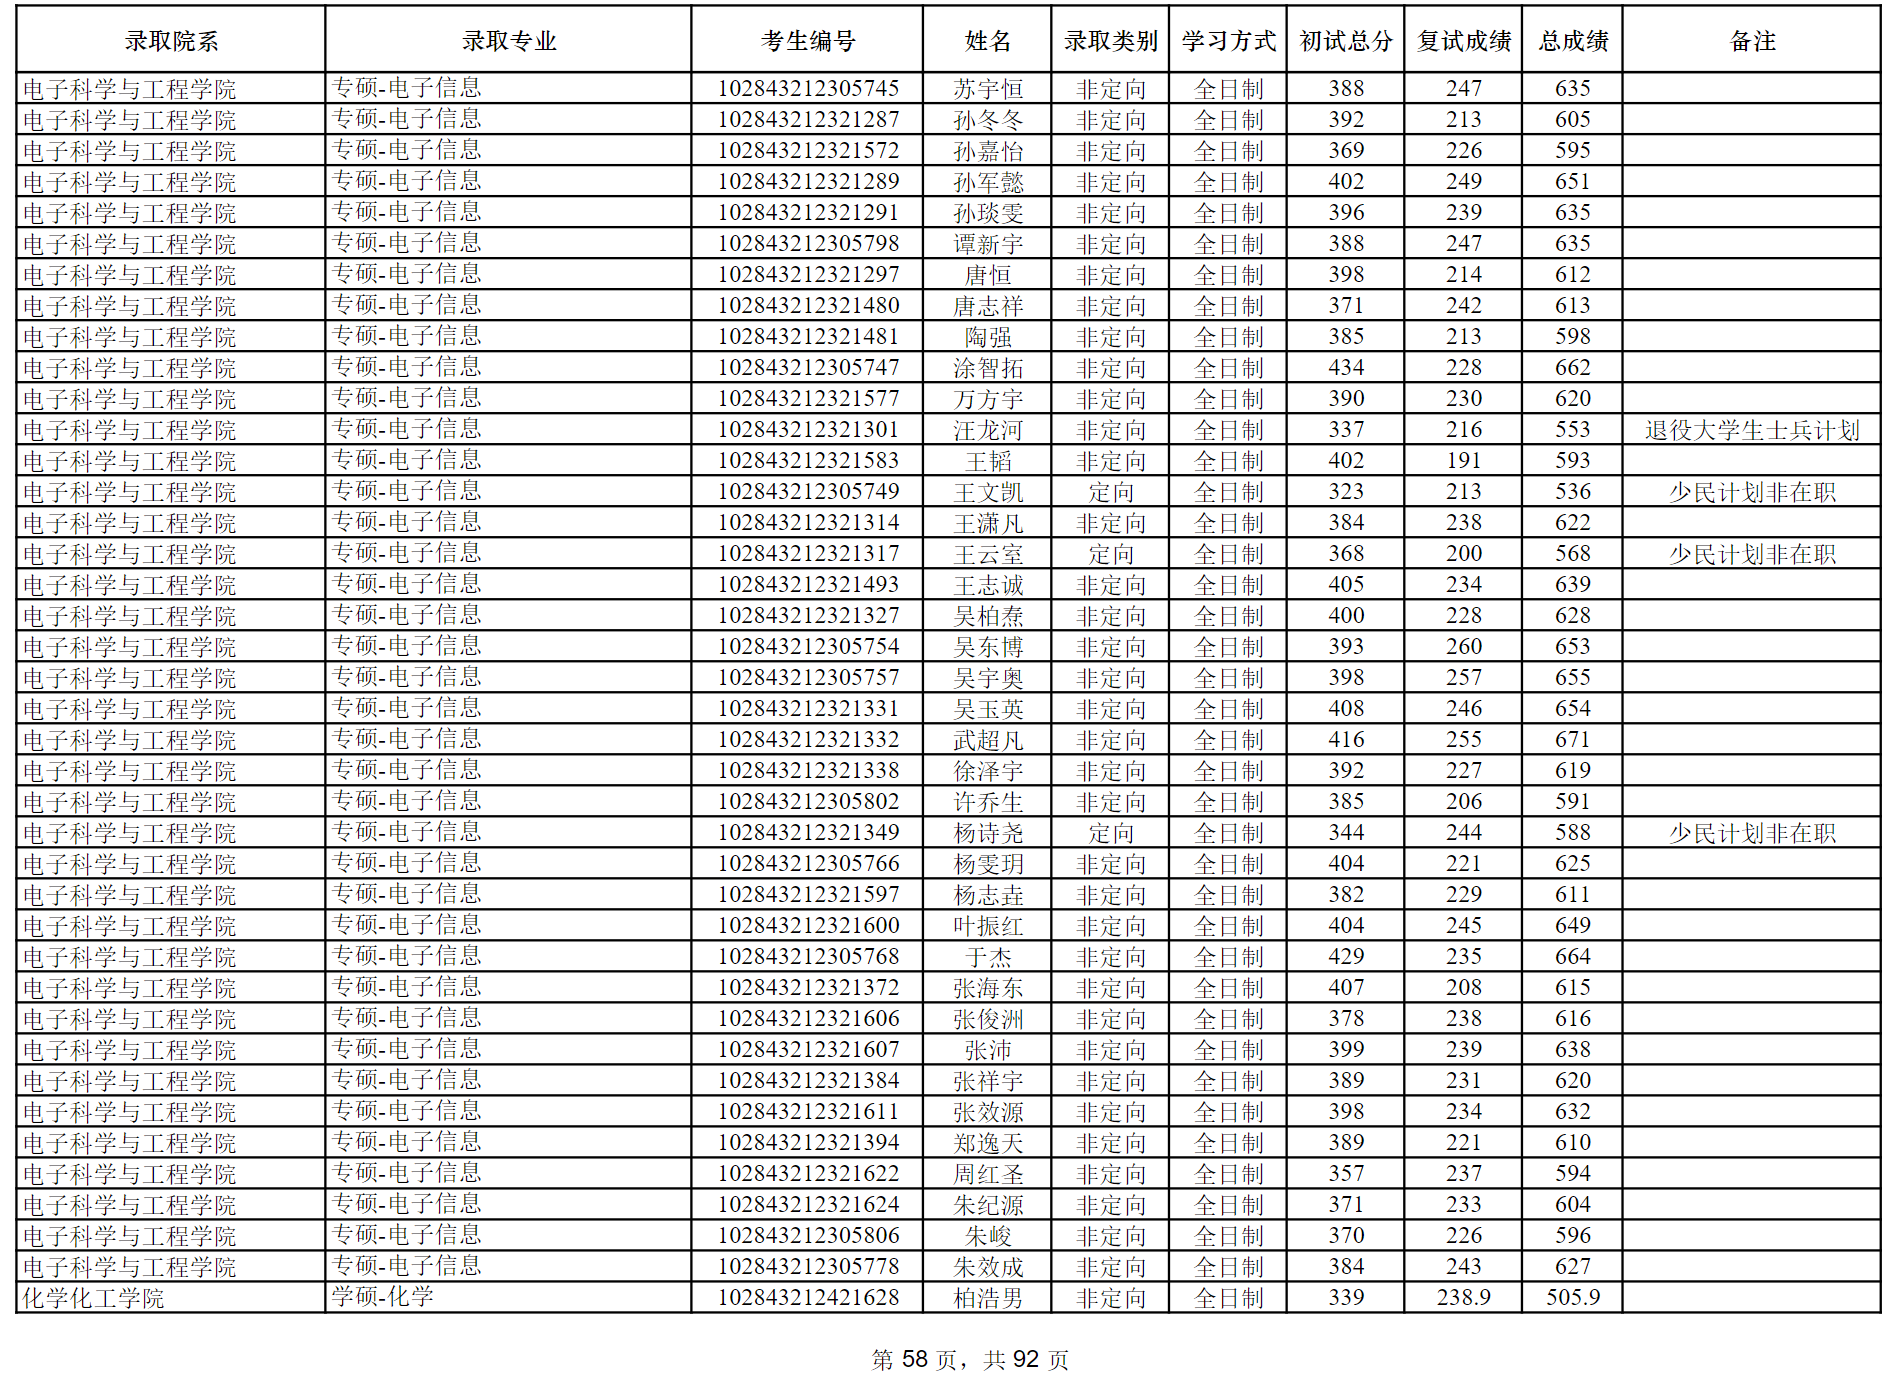 录取院系 录取专业 考生编号 姓名 录取类别 学习方式 初试总分 复试成绩 总成绩 备注
电子科学与工程学院 专硕-电子信息 102843212305745 苏宇恒 非定向 全日制 388 247 635
电子科学与工程学院 专硕-电子信息 102843212321287 孙冬冬 非定向 全日制 392 213 605
电子科学与工程学院 专硕-电子信息 102843212321572 孙嘉怡 非定向 全日制 369 226 595
电子科学与工程学院 专硕-电子信息 102843212321289 孙军懿 非定向 全日制 402 249 651
电子科学与工程学院 专硕-电子信息 102843212321291 孙琰雯 非定向 全日制 396 239 635
电子科学与工程学院 专硕-电子信息 102843212305798 谭新宇 非定向 全日制 388 247 635
电子科学与工程学院 专硕-电子信息 102843212321297 唐恒 非定向 全日制 398 214 612
电子科学与工程学院 专硕-电子信息 102843212321480 唐志祥 非定向 全日制 371 242 613
电子科学与工程学院 专硕-电子信息 102843212321481 陶强 非定向 全日制 385 213 598
电子科学与工程学院 专硕-电子信息 102843212305747 涂智拓 非定向 全日制 434 228 662
电子科学与工程学院 专硕-电子信息 102843212321577 万方宇 非定向 全日制 390 230 620
电子科学与工程学院 专硕-电子信息 102843212321301 汪龙河 非定向 全日制 337 216 553 退役大学生士兵计划
电子科学与工程学院 专硕-电子信息 102843212321583 王韬 非定向 全日制 402 191 593
电子科学与工程学院 专硕-电子信息 102843212305749 王文凯 定向 全日制 323 213 536 少民计划非在职
电子科学与工程学院 专硕-电子信息 102843212321314 王潇凡 非定向 全日制 384 238 622
电子科学与工程学院 专硕-电子信息 102843212321317 王云室 定向 全日制 368 200 568 少民计划非在职
电子科学与工程学院 专硕-电子信息 102843212321493 王志诚 非定向 全日制 405 234 639
电子科学与工程学院 专硕-电子信息 102843212321327 吴柏焘 非定向 全日制 400 228 628
电子科学与工程学院 专硕-电子信息 102843212305754 吴东博 非定向 全日制 393 260 653
电子科学与工程学院 专硕-电子信息 102843212305757 吴宇奥 非定向 全日制 398 257 655
电子科学与工程学院 专硕-电子信息 102843212321331 吴玉英 非定向 全日制 408 246 654
电子科学与工程学院 专硕-电子信息 102843212321332 武超凡 非定向 全日制 416 255 671
电子科学与工程学院 专硕-电子信息 102843212321338 徐泽宇 非定向 全日制 392 227 619
电子科学与工程学院 专硕-电子信息 102843212305802 许乔生 非定向 全日制 385 206 591
电子科学与工程学院 专硕-电子信息 102843212321349 杨诗尧 定向 全日制 344 244 588 少民计划非在职
电子科学与工程学院 专硕-电子信息 102843212305766 杨雯玥 非定向 全日制 404 221 625
电子科学与工程学院 专硕-电子信息 102843212321597 杨志垚 非定向 全日制 382 229 611
电子科学与工程学院 专硕-电子信息 102843212321600 叶振红 非定向 全日制 404 245 649
电子科学与工程学院 专硕-电子信息 102843212305768 于杰 非定向 全日制 429 235 664
电子科学与工程学院 专硕-电子信息 102843212321372 张海东 非定向 全日制 407 208 615
电子科学与工程学院 专硕-电子信息 102843212321606 张俊洲 非定向 全日制 378 238 616
电子科学与工程学院 专硕-电子信息 102843212321607 张沛 非定向 全日制 399 239 638
电子科学与工程学院 专硕-电子信息 102843212321384 张祥宇 非定向 全日制 389 231 620
电子科学与工程学院 专硕-电子信息 102843212321611 张效源 非定向 全日制 398 234 632
电子科学与工程学院 专硕-电子信息 102843212321394 郑逸天 非定向 全日制 389 221 610
电子科学与工程学院 专硕-电子信息 102843212321622 周红圣 非定向 全日制 357 237 594
电子科学与工程学院 专硕-电子信息 102843212321624 朱纪源 非定向 全日制 371 233 604
电子科学与工程学院 专硕-电子信息 102843212305806 朱峻 非定向 全日制 370 226 596
电子科学与工程学院 专硕-电子信息 102843212305778 朱效成 非定向 全日制 384 243 627
化学化工学院 学硕-化学 102843212421628 柏浩男 非定向 全日制 339 238.9 505.9
第 58 页，共 92 页